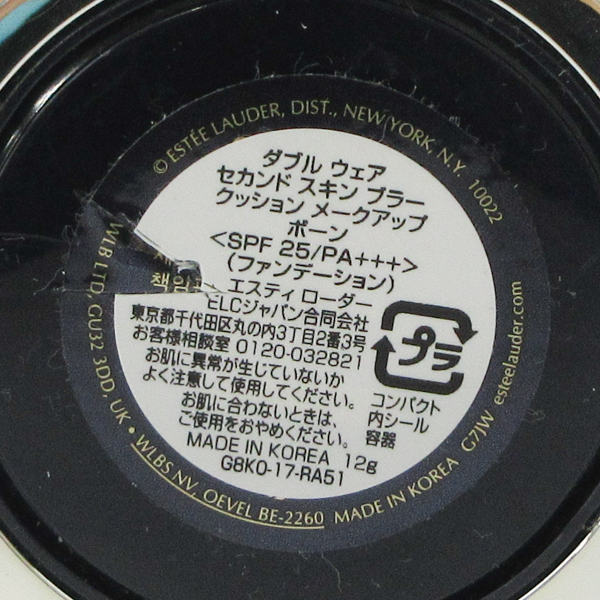 © ESTÉE LAUDER, DIST., NEW YORK, N.Y. 10022
ダブル ウェア
セカンド スキン ブラー
クッション メークアップ
ボーン
<SPF 25/PA+++>
(ファンデーション)
책임
エスティ ローダー
ELCジャパン合同会社
東京都千代田区丸の内3丁目2番3号
お客様相談室 0120-032821
お肌に異常が生じていないか
よく注意して使用してください。
お肌に合わないときは、
ご使用をおやめください。
MADE IN KOREA 12g
G8K0-17-RA51
プラ
コンパクト
内シール
容器
WLB LTD, GU32 3DD, UK • WLBS NV, OEVEL BE-2260 MADE IN KOREA G7JW esteelauder.com